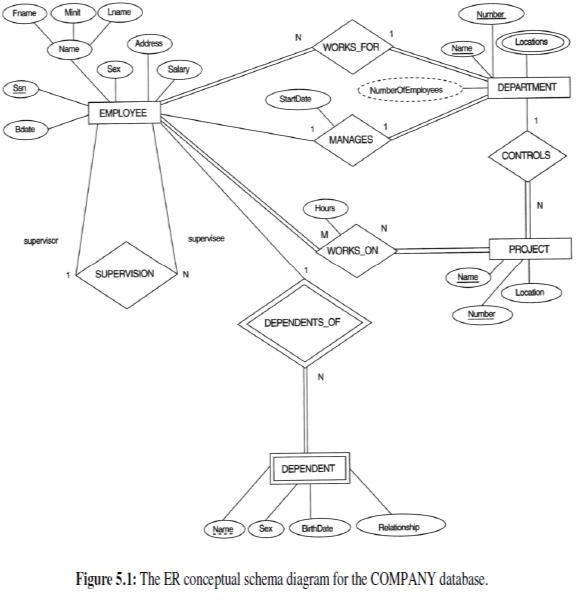 Fname
Minit
Lname
Name
Address
Sex
Salary
Ssn
Bdate
EMPLOYEE
N
WORKS_FOR
1
Number
Name
Locations
NumberOfEmployees
DEPARTMENT
StartDate
1
MANAGES
1
1
CONTROLS
N
Hours
M
WORKS_ON
N
PROJECT
Name
Number
Location
supervisor
supervisee
1
SUPERVISION
N
1
DEPENDENTS_OF
N
DEPENDENT
Name
Sex
BirthDate
Relationship
Figure 5.1: The ER conceptual schema diagram for the COMPANY database.